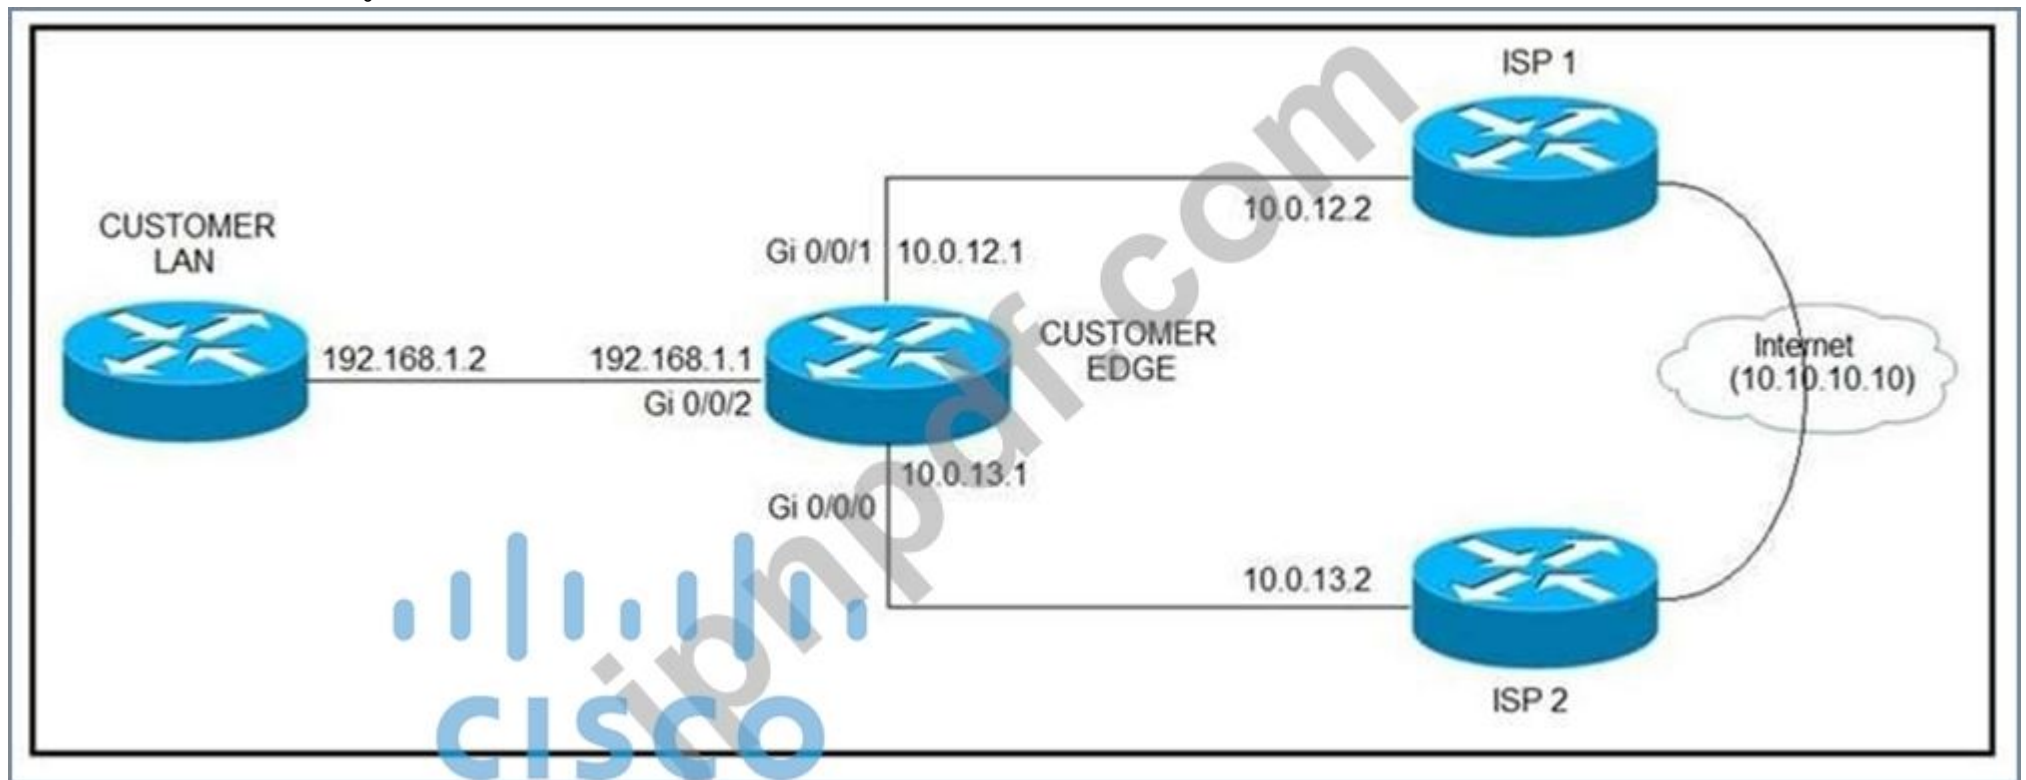 ISP 1
10.0.12.2
CUSTOMER
LAN
Gi 0/0/1
10.0.12.1
192.168.1.2
192.168.1.1
Gi 0/0/2
CUSTOMER
EDGE
Internet
(10.10.10.10)
10.0.13.1
Gi 0/0/0
10.0.13.2
ISP 2
CISCO
ipnpdf.com